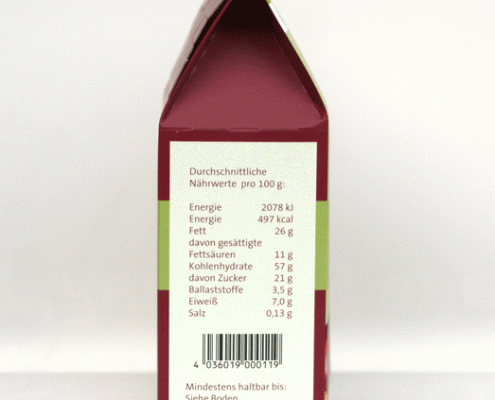 Durchschnittliche
Nährwerte pro 100 g:
Energie 2078 kJ
Energie 497 kcal
Fett 26 g
davon gesättigte
Fettsäuren 11 g
Kohlenhydrate 57 g
davon Zucker 21 g
Ballaststoffe 3,5 g
Eiweiß 7,0 g
Salz 0,13 g
4 036019 000119
Mindestens haltbar bis:
Siehe Boden